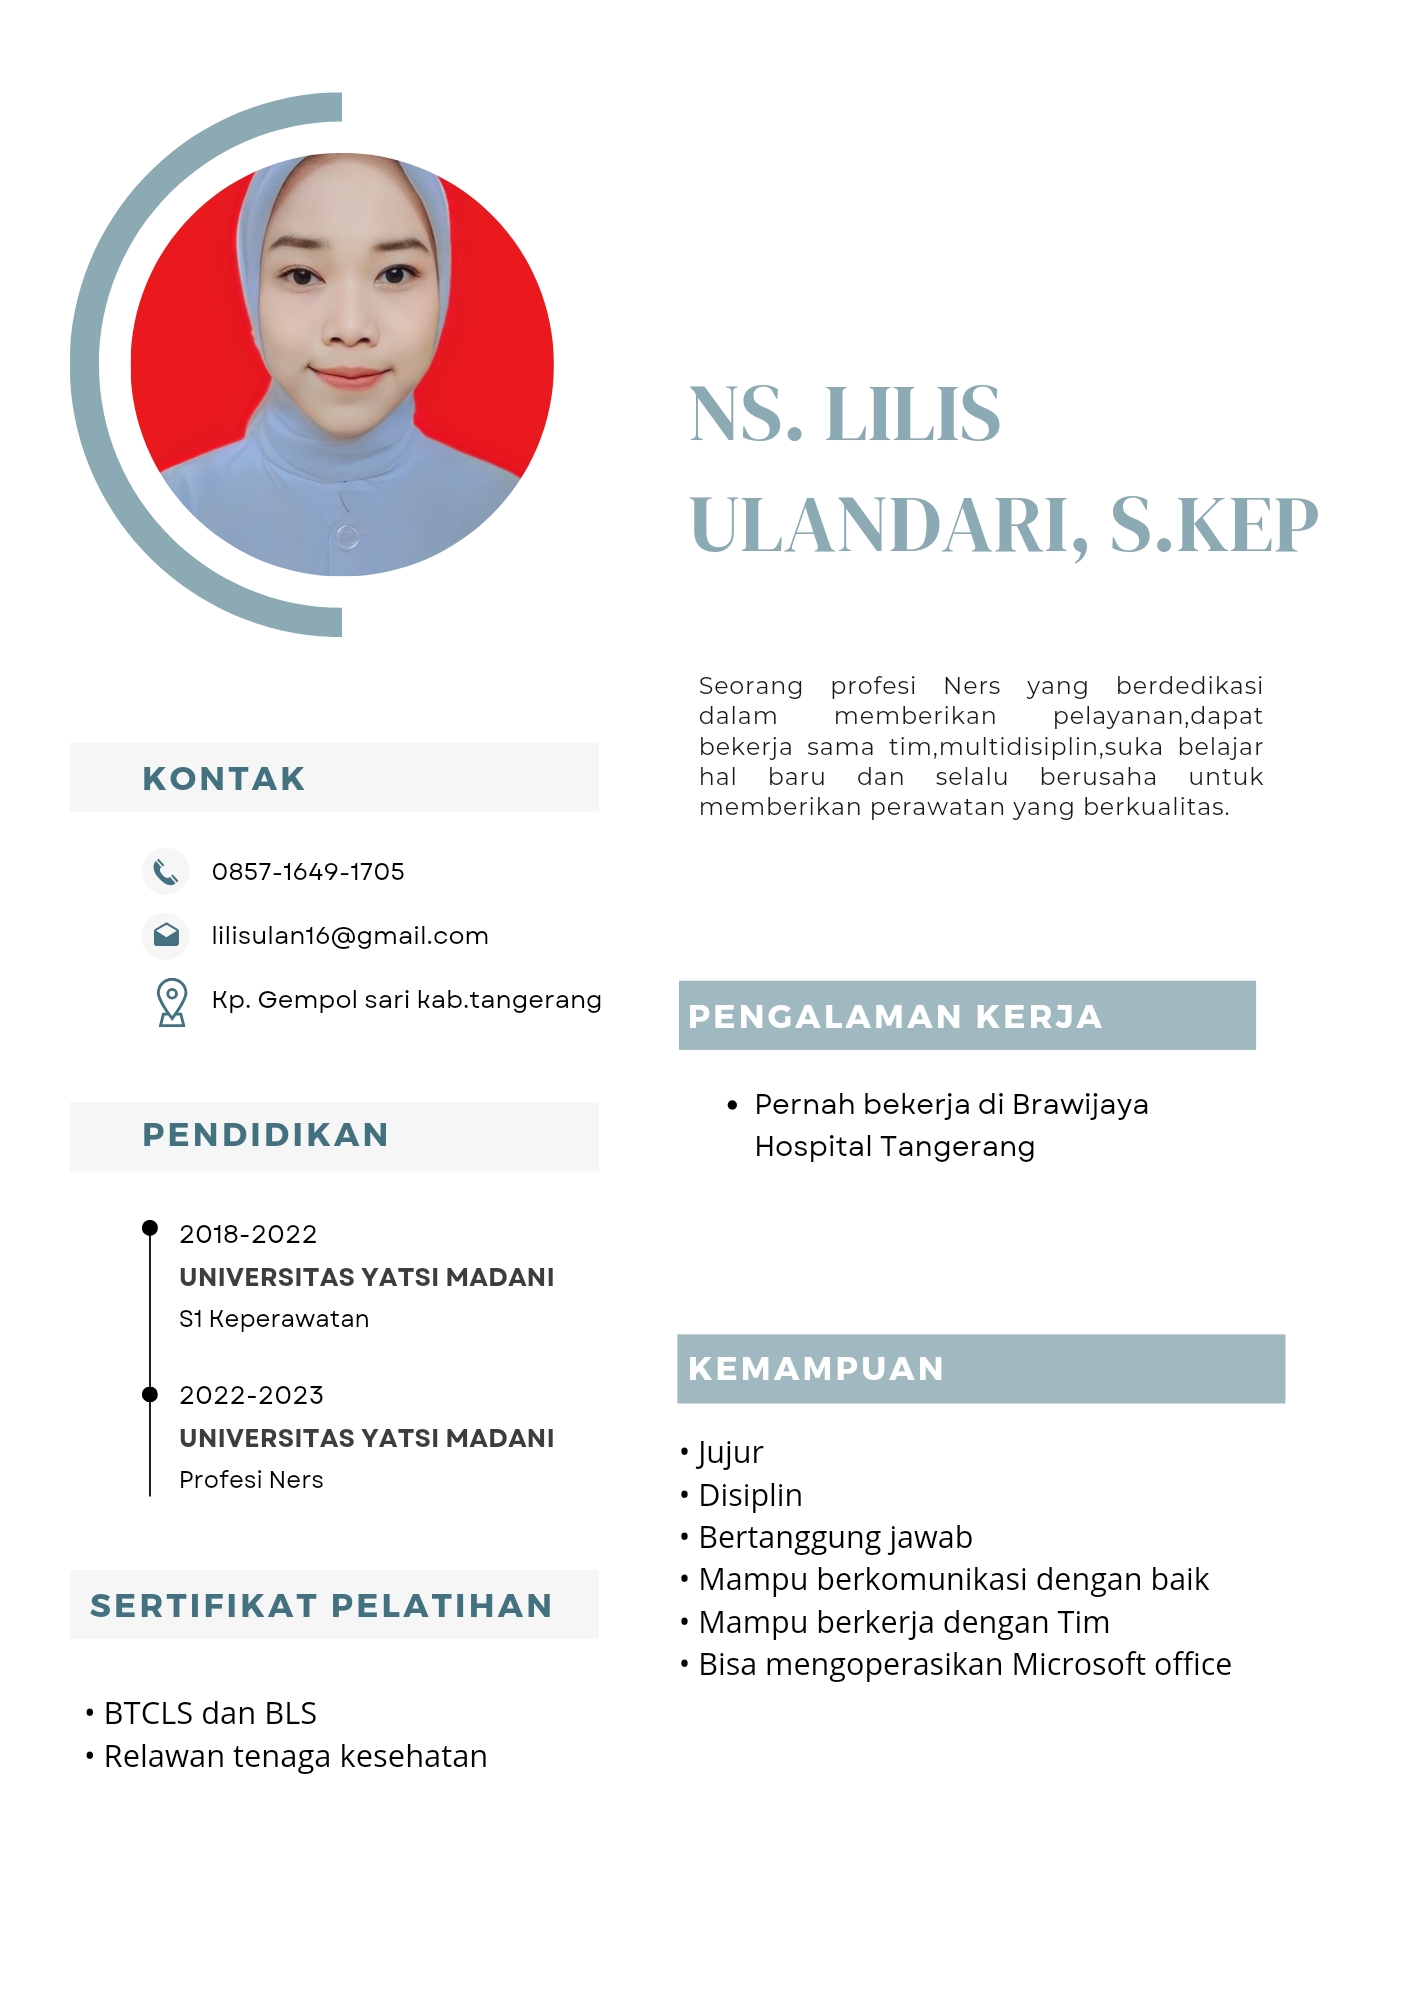 NS. LILIS
ULANDARI, S.KEP
Seorang profesi Ners yang berdedikasi
dalam memberikan pelayanan,dapat
bekerja sama tim,multidisiplin,suka belajar
hal baru dan selalu berusaha untuk
memberikan perawatan yang berkualitas.
KONTAK
0857-1649-1705
lilisulan16@gmail.com
Kp. Gempol sari kab.tangerang
PENDIDIKAN
2018-2022
UNIVERSITAS YATSI MADANI
S1 Keperawatan
2022-2023
UNIVERSITAS YATSI MADANI
Profesi Ners
SERTIFIKAT PELATIHAN
• BTCLS dan BLS
• Relawan tenaga kesehatan
PENGALAMAN KERJA
• Pernah bekerja di Brawijaya
Hospital Tangerang
KEMAMPUAN
• Jujur
• Disiplin
• Bertanggung jawab
• Mampu berkomunikasi dengan baik
• Mampu berkerja dengan Tim
• Bisa mengoperasikan Microsoft office